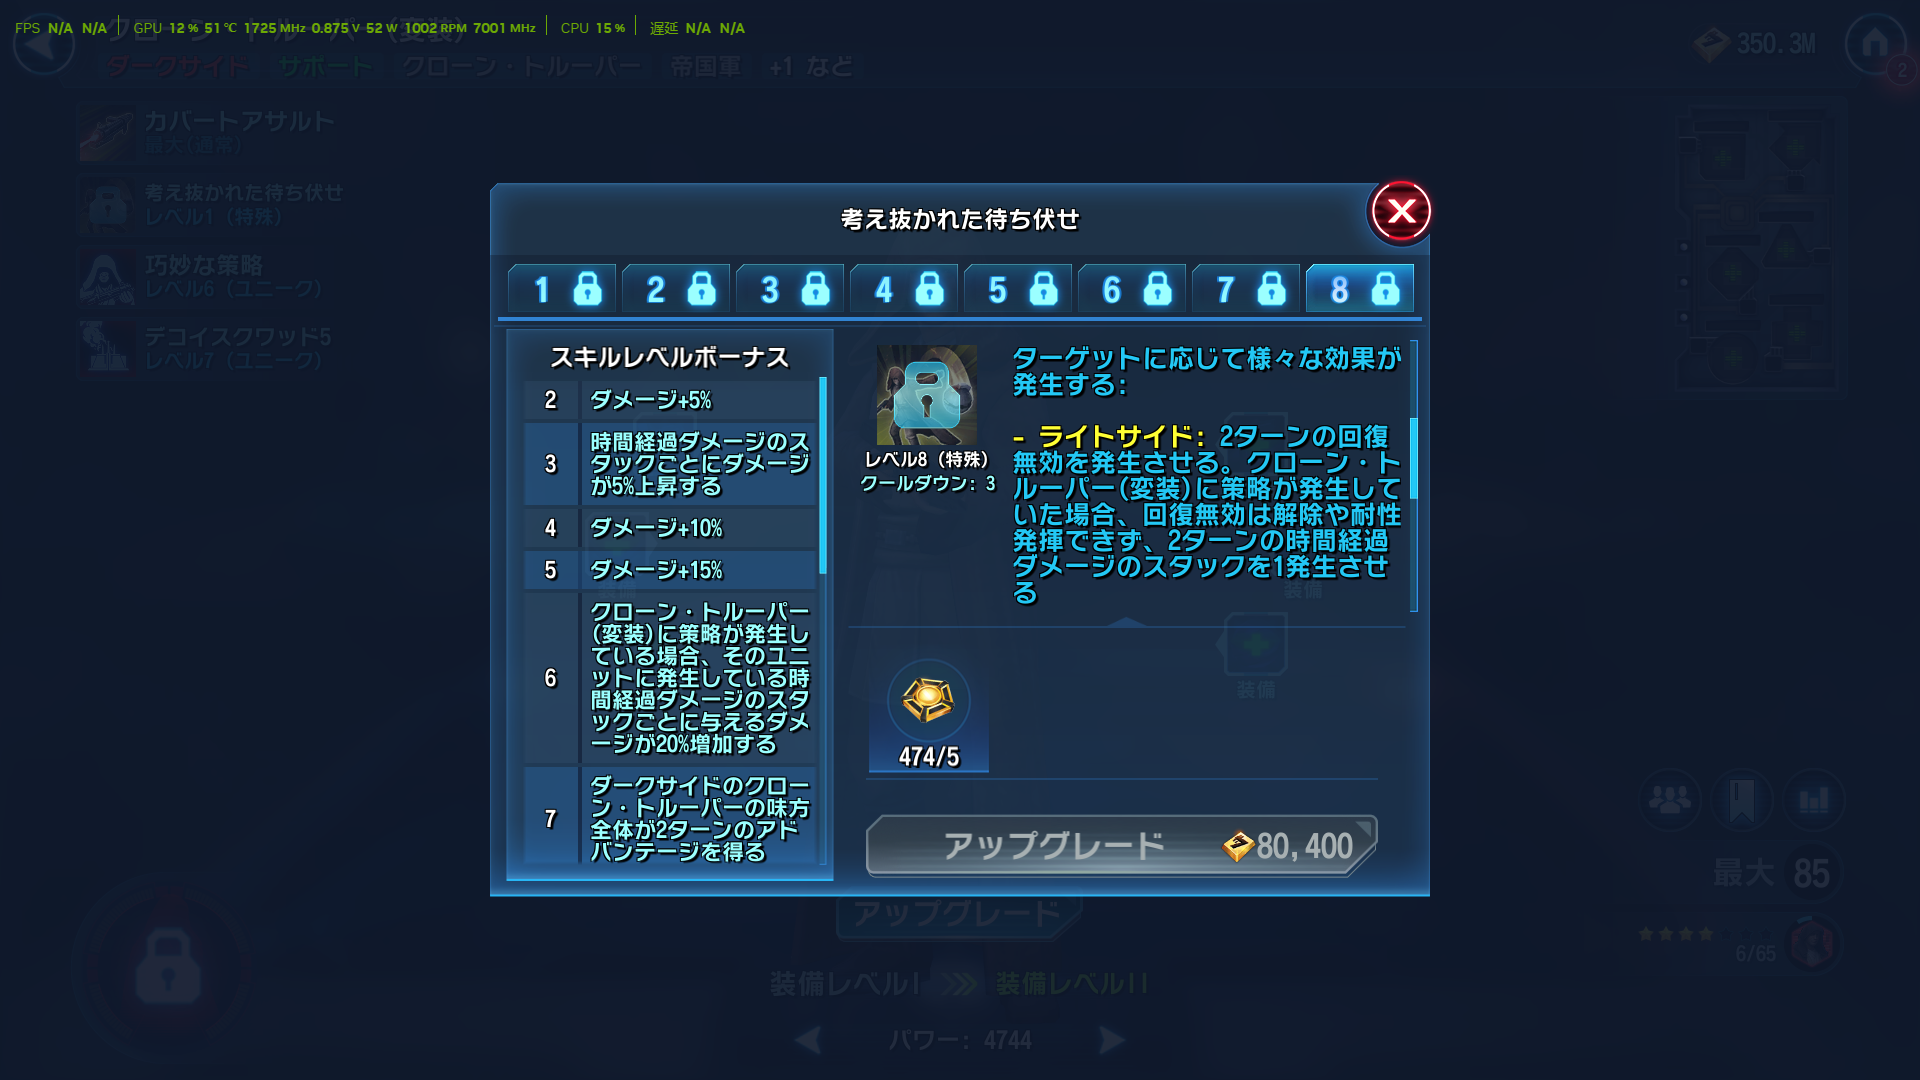 FPS N/A N/A GPU 12 % 51 ℃ 1725 MHz 0.875 V 52 W 1002 RPM 7001 MHz CPU 15 % 遅延 N/A N/A
クローン・トルーパー(変装)
350.3M
2
ダークサイド サポート クローン・トルーパー 帝国軍 +1 など
カバートアサルト
最大(通常)
考え抜かれた待ち伏せ
レベル1（特殊）
巧妙な策略
レベル6（ユニーク）
デコイスクワッド5
レベル7（ユニーク）
考え抜かれた待ち伏せ
1 2 3 4 5 6 7 8
スキルレベルボーナス
2 ダメージ+5%
3 時間経過ダメージのス
タックごとにダメージ
が5%上昇する
4 ダメージ+10%
5 ダメージ+15%
6 クローン・トルーパー
(変装)に策略が発生し
ている場合、そのユニ
ットに発生している時
間経過ダメージのスタ
ックごとに与えるダメ
ージが20%増加する
7 ダークサイドのクロー
ン・トルーパーの味方
全体が2ターンのアド
バンテージを得る
レベル8（特殊）
クールダウン: 3
ターゲットに応じて様々な効果が
発生する:
- ライトサイド: 2ターンの回復
無効を発生させる。クローン・ト
ルーパー(変装)に策略が発生して
いた場合、回復無効は解除や耐性
発揮できず、2ターンの時間経過
ダメージのスタックを1発生させ
る
474/5
アップグレード 80,400
装備
装備
装備
アップグレード
装備レベルI 装備レベルII
パワー: 4744
最大 85
6/65